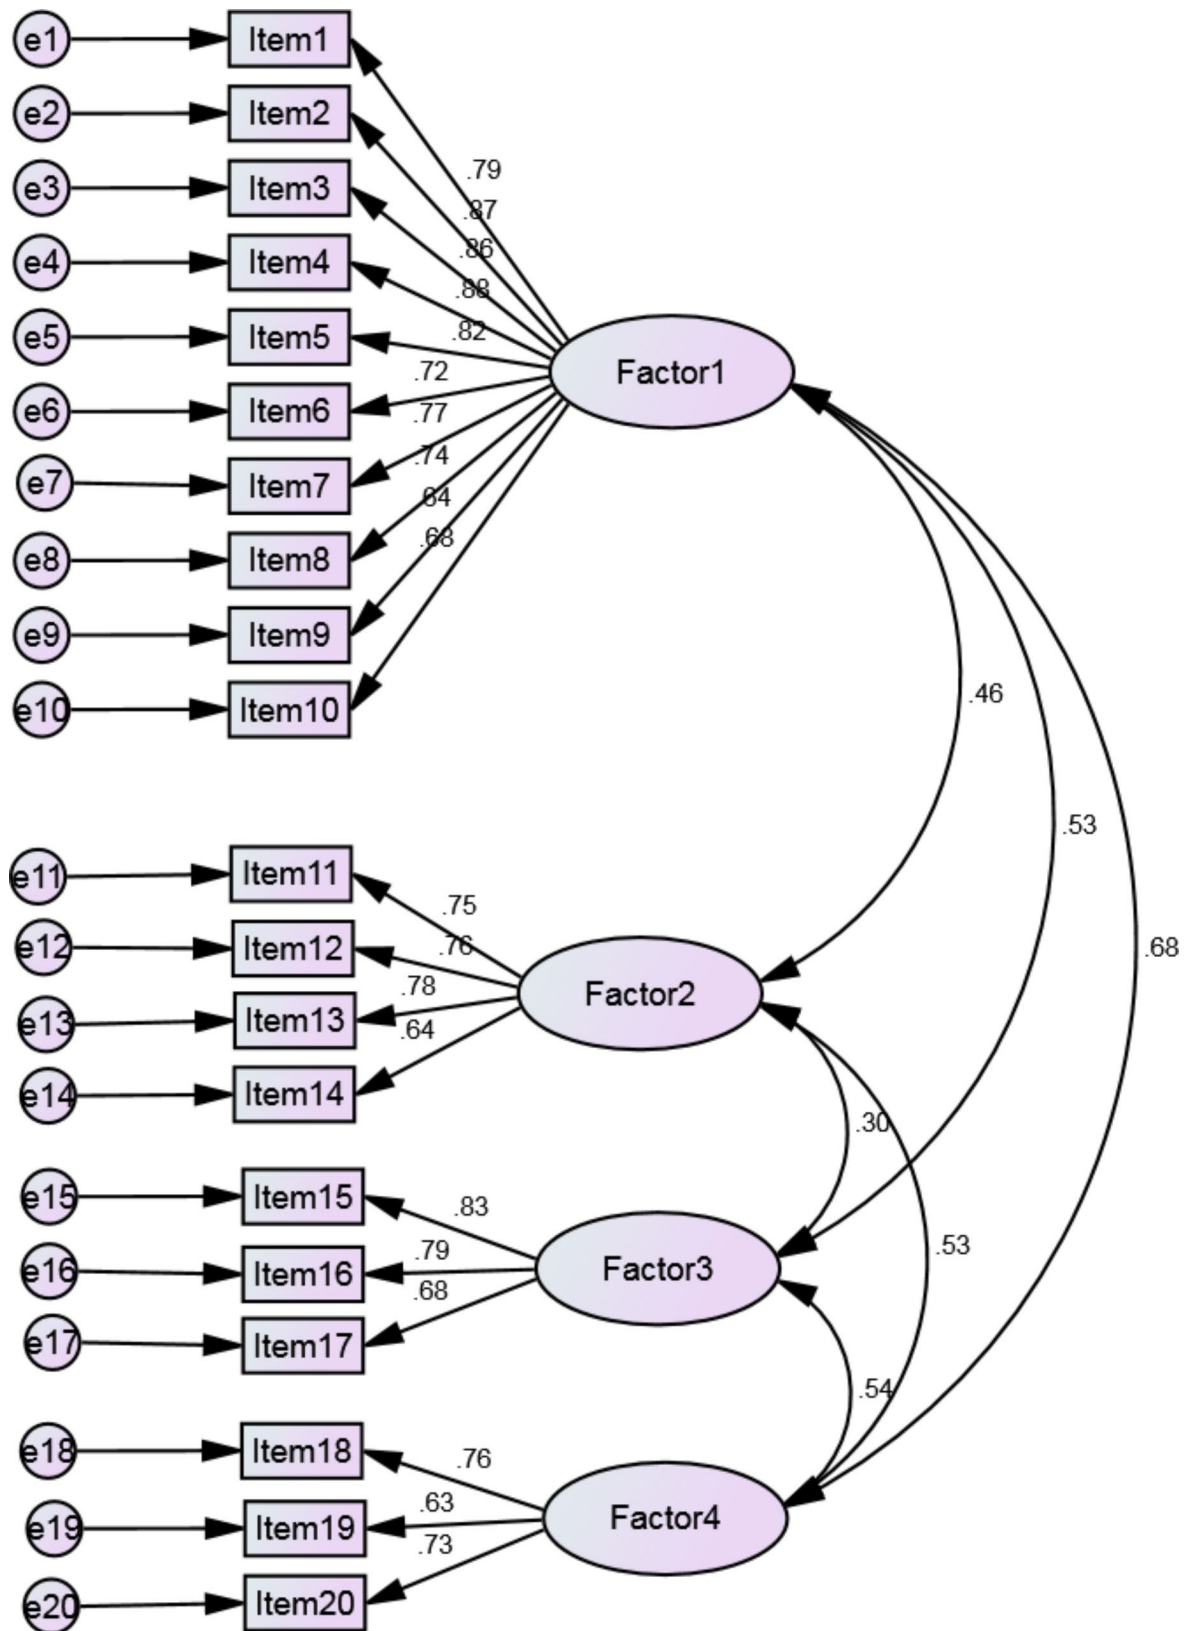 e1 Item1
e2 Item2
e3 Item3
e4 Item4
e5 Item5
e6 Item6
e7 Item7
e8 Item8
e9 Item9
e10 Item10
.79
.87
.86
.88
.82
.72
.77
.74
.64
.68
Factor1
.46
.53
.68
e11 Item11
e12 Item12
e13 Item13
e14 Item14
.75
.76
.78
.64
Factor2
.30
.53
e15 Item15
e16 Item16
e17 Item17
.83
.79
.68
Factor3
.54
e18 Item18
e19 Item19
e20 Item20
.76
.63
.73
Factor4